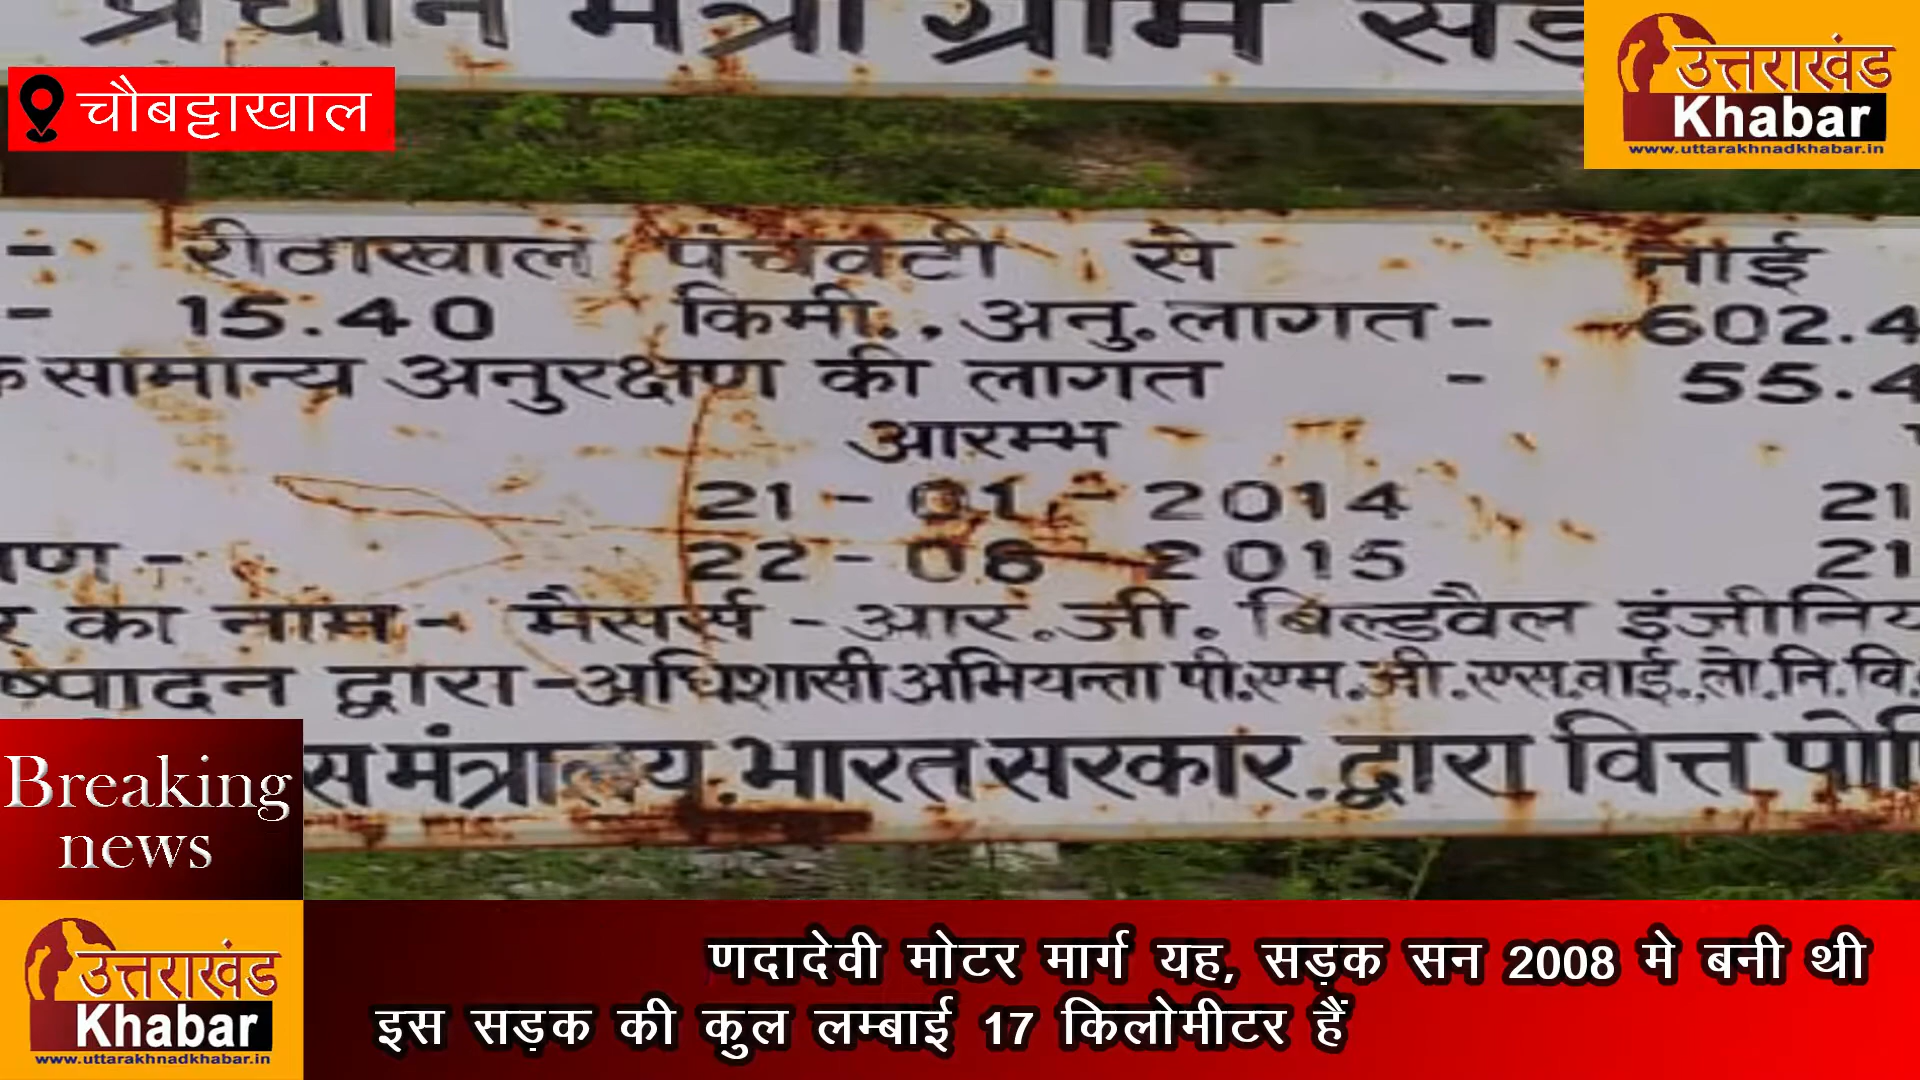 प्रधान मंत्री ग्राम सड़
चौबट्टाखाल
उत्तराखंड
Khabar
www.uttarakhnadkhabar.in
- रीठाखाल पंचवटी से नाई
- 15.40 किमी.. अनु.लागत - 602.4
क सामान्य अनुरक्षण की लागत - 55.4
आरम्भ
21 - 01 - 2014 21
22 - 08 - 2015 21
र का नाम - मैसर्स - आर.जी. बिल्डवैल इंजीनिय
ष्पादन द्वारा - अधिशासी अभियन्ता पी.एम.जी.एस.वाई.,लो.नि.वि.
स मंत्रालय.भारत सरकार.द्वारा वित्त पोषि
Breaking
news
उत्तराखंड
Khabar
www.uttarakhnadkhabar.in
णदादेवी मोटर मार्ग यह, सड़क सन 2008 मे बनी थी
इस सड़क की कुल लम्बाई 17 किलोमीटर हैं